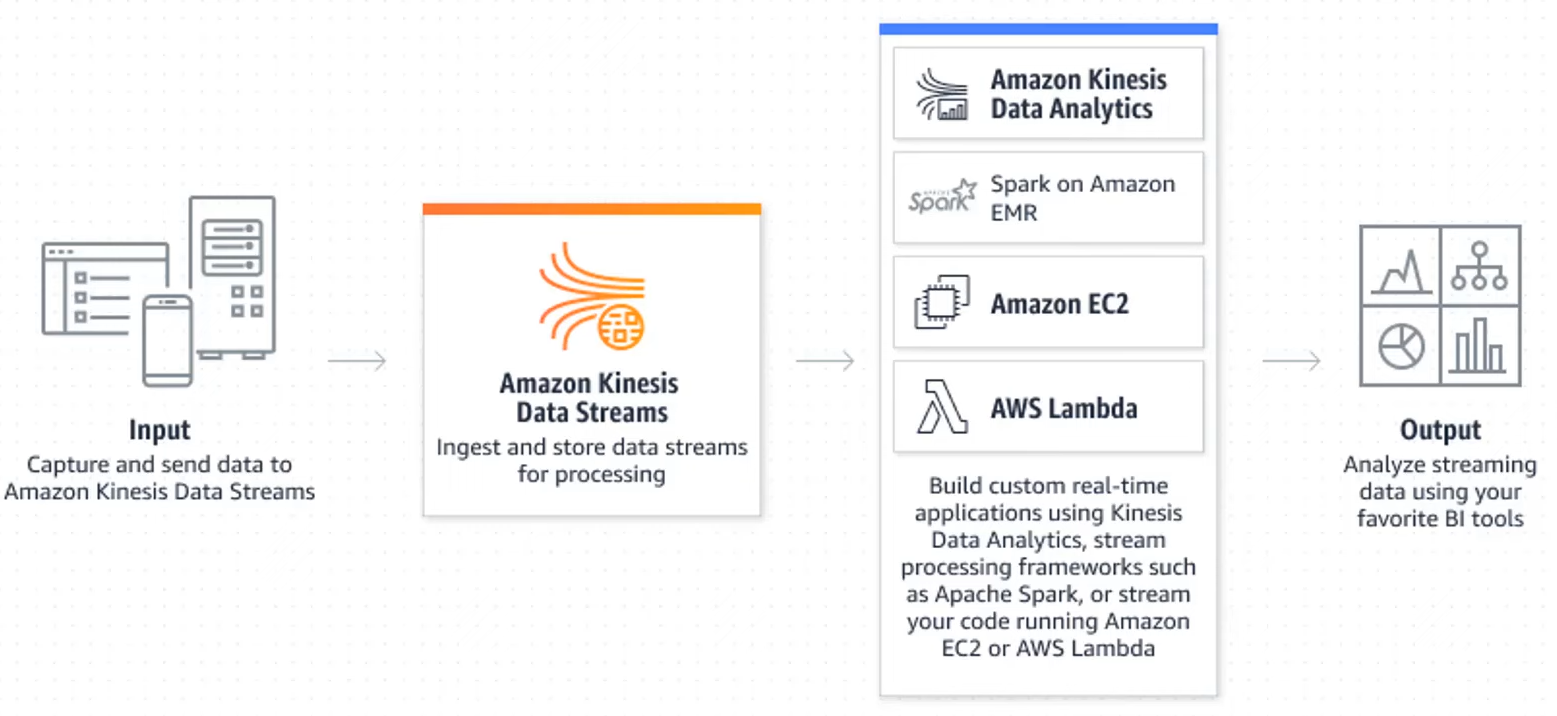 Input
Capture and send data to
Amazon Kinesis Data Streams
Amazon Kinesis
Data Streams
Ingest and store data streams
for processing
Amazon Kinesis
Data Analytics
APACHE
Spark
Spark on Amazon
EMR
Amazon EC2
AWS Lambda
Build custom real-time
applications using Kinesis
Data Analytics, stream
processing frameworks such
as Apache Spark, or stream
your code running Amazon
EC2 or AWS Lambda
Output
Analyze streaming
data using your
favorite BI tools